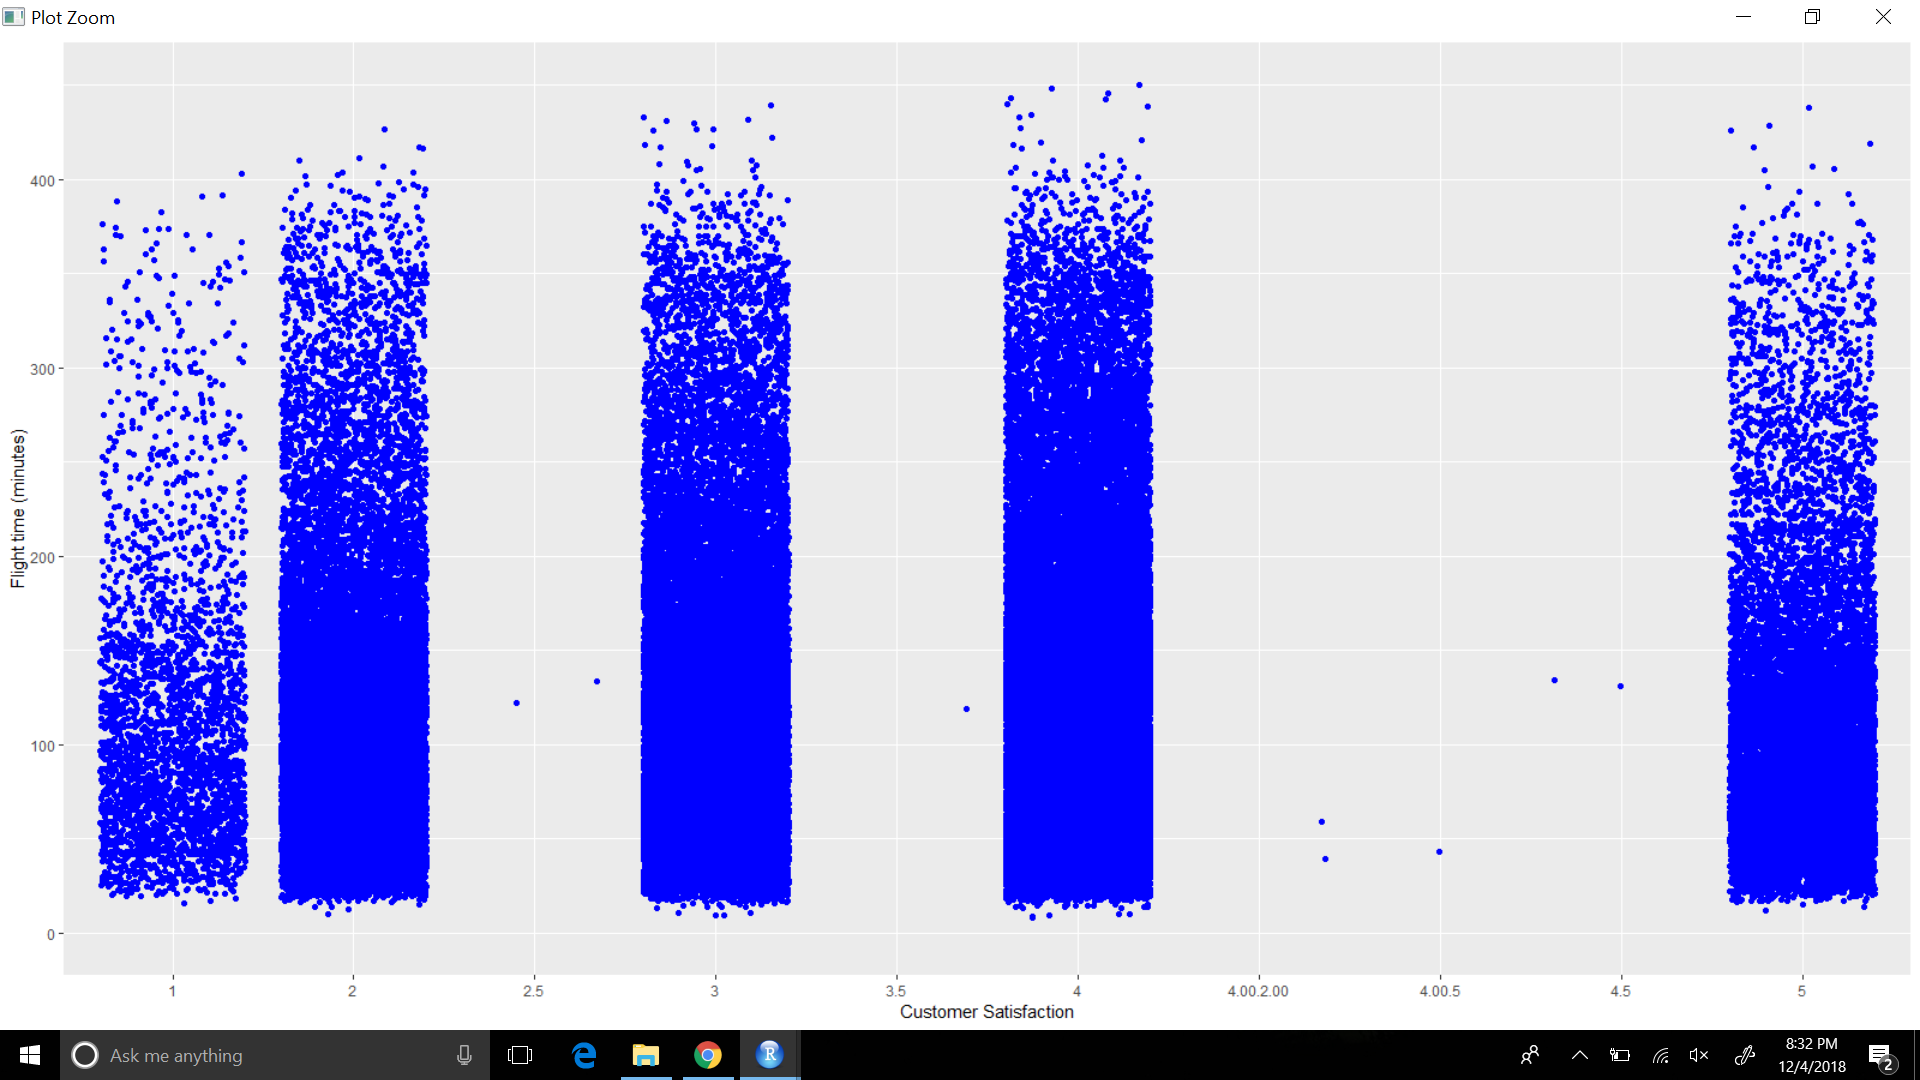 Plot Zoom
400
300
200
100
0
Flight time (minutes)
1 2 2.5 3 3.5 4 4.00.2.00 4.00.5 4.5 5
Customer Satisfaction
Ask me anything
R
8:32 PM
12/4/2018
2